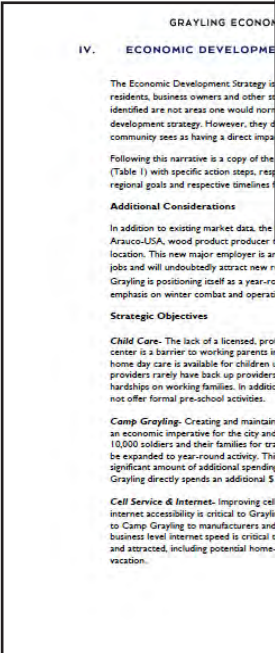 GRAYLING ECONOM
IV. ECONOMIC DEVELOPME
The Economic Development Strategy is
residents, business owners and other st
identified are not areas one would norm
development strategy. However, they d
community sees as having a direct impa
Following this narrative is a copy of the
(Table 1) with specific action steps, resp
regional goals and respective timelines f
Additional Considerations
In addition to existing market data, the
Arauco-USA, wood product producer f
location. This new major employer is an
jobs and will undoubtedly attract new r
Grayling is positioning itself as a year-ro
emphasis on winter combat and operati
Strategic Objectives
Child Care- The lack of a licensed, prof
center is a barrier to working parents in
home day care is available for children u
providers rarely have back up providers
hardships on working families. In additio
not offer formal pre-school activities.
Camp Grayling- Creating and maintain
an economic imperative for the city and
10,000 soldiers and their families for tra
be expanded to year-round activity. Thi
significant amount of additional spending
Grayling directly spends an additional $
Cell Service & Internet- Improving cell
internet accessibility is critical to Grayli
to Camp Grayling to manufacturers and
business level internet speed is critical t
and attracted, including potential home-
vacation.